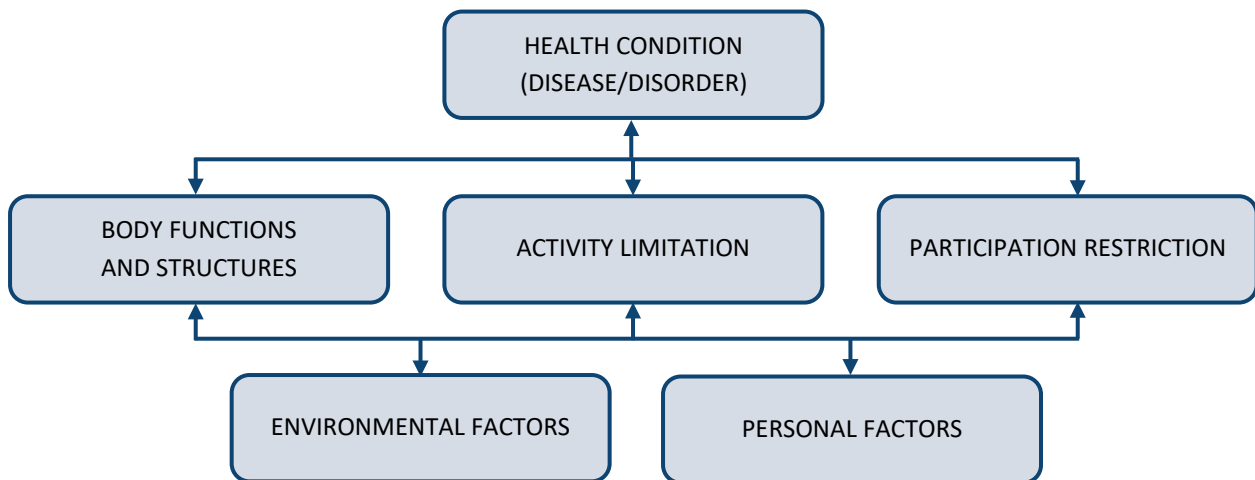 HEALTH CONDITION
(DISEASE/DISORDER)
BODY FUNCTIONS
AND STRUCTURES
ACTIVITY LIMITATION
PARTICIPATION RESTRICTION
ENVIRONMENTAL FACTORS
PERSONAL FACTORS